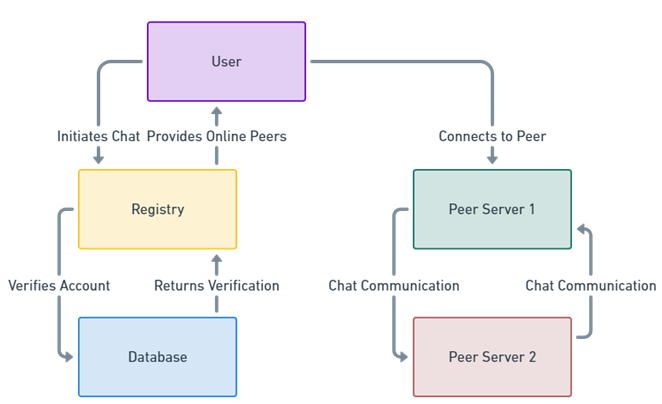 User
Initiates Chat
Provides Online Peers
Connects to Peer
Registry
Peer Server 1
Verifies Account
Returns Verification
Chat Communication
Chat Communication
Database
Peer Server 2